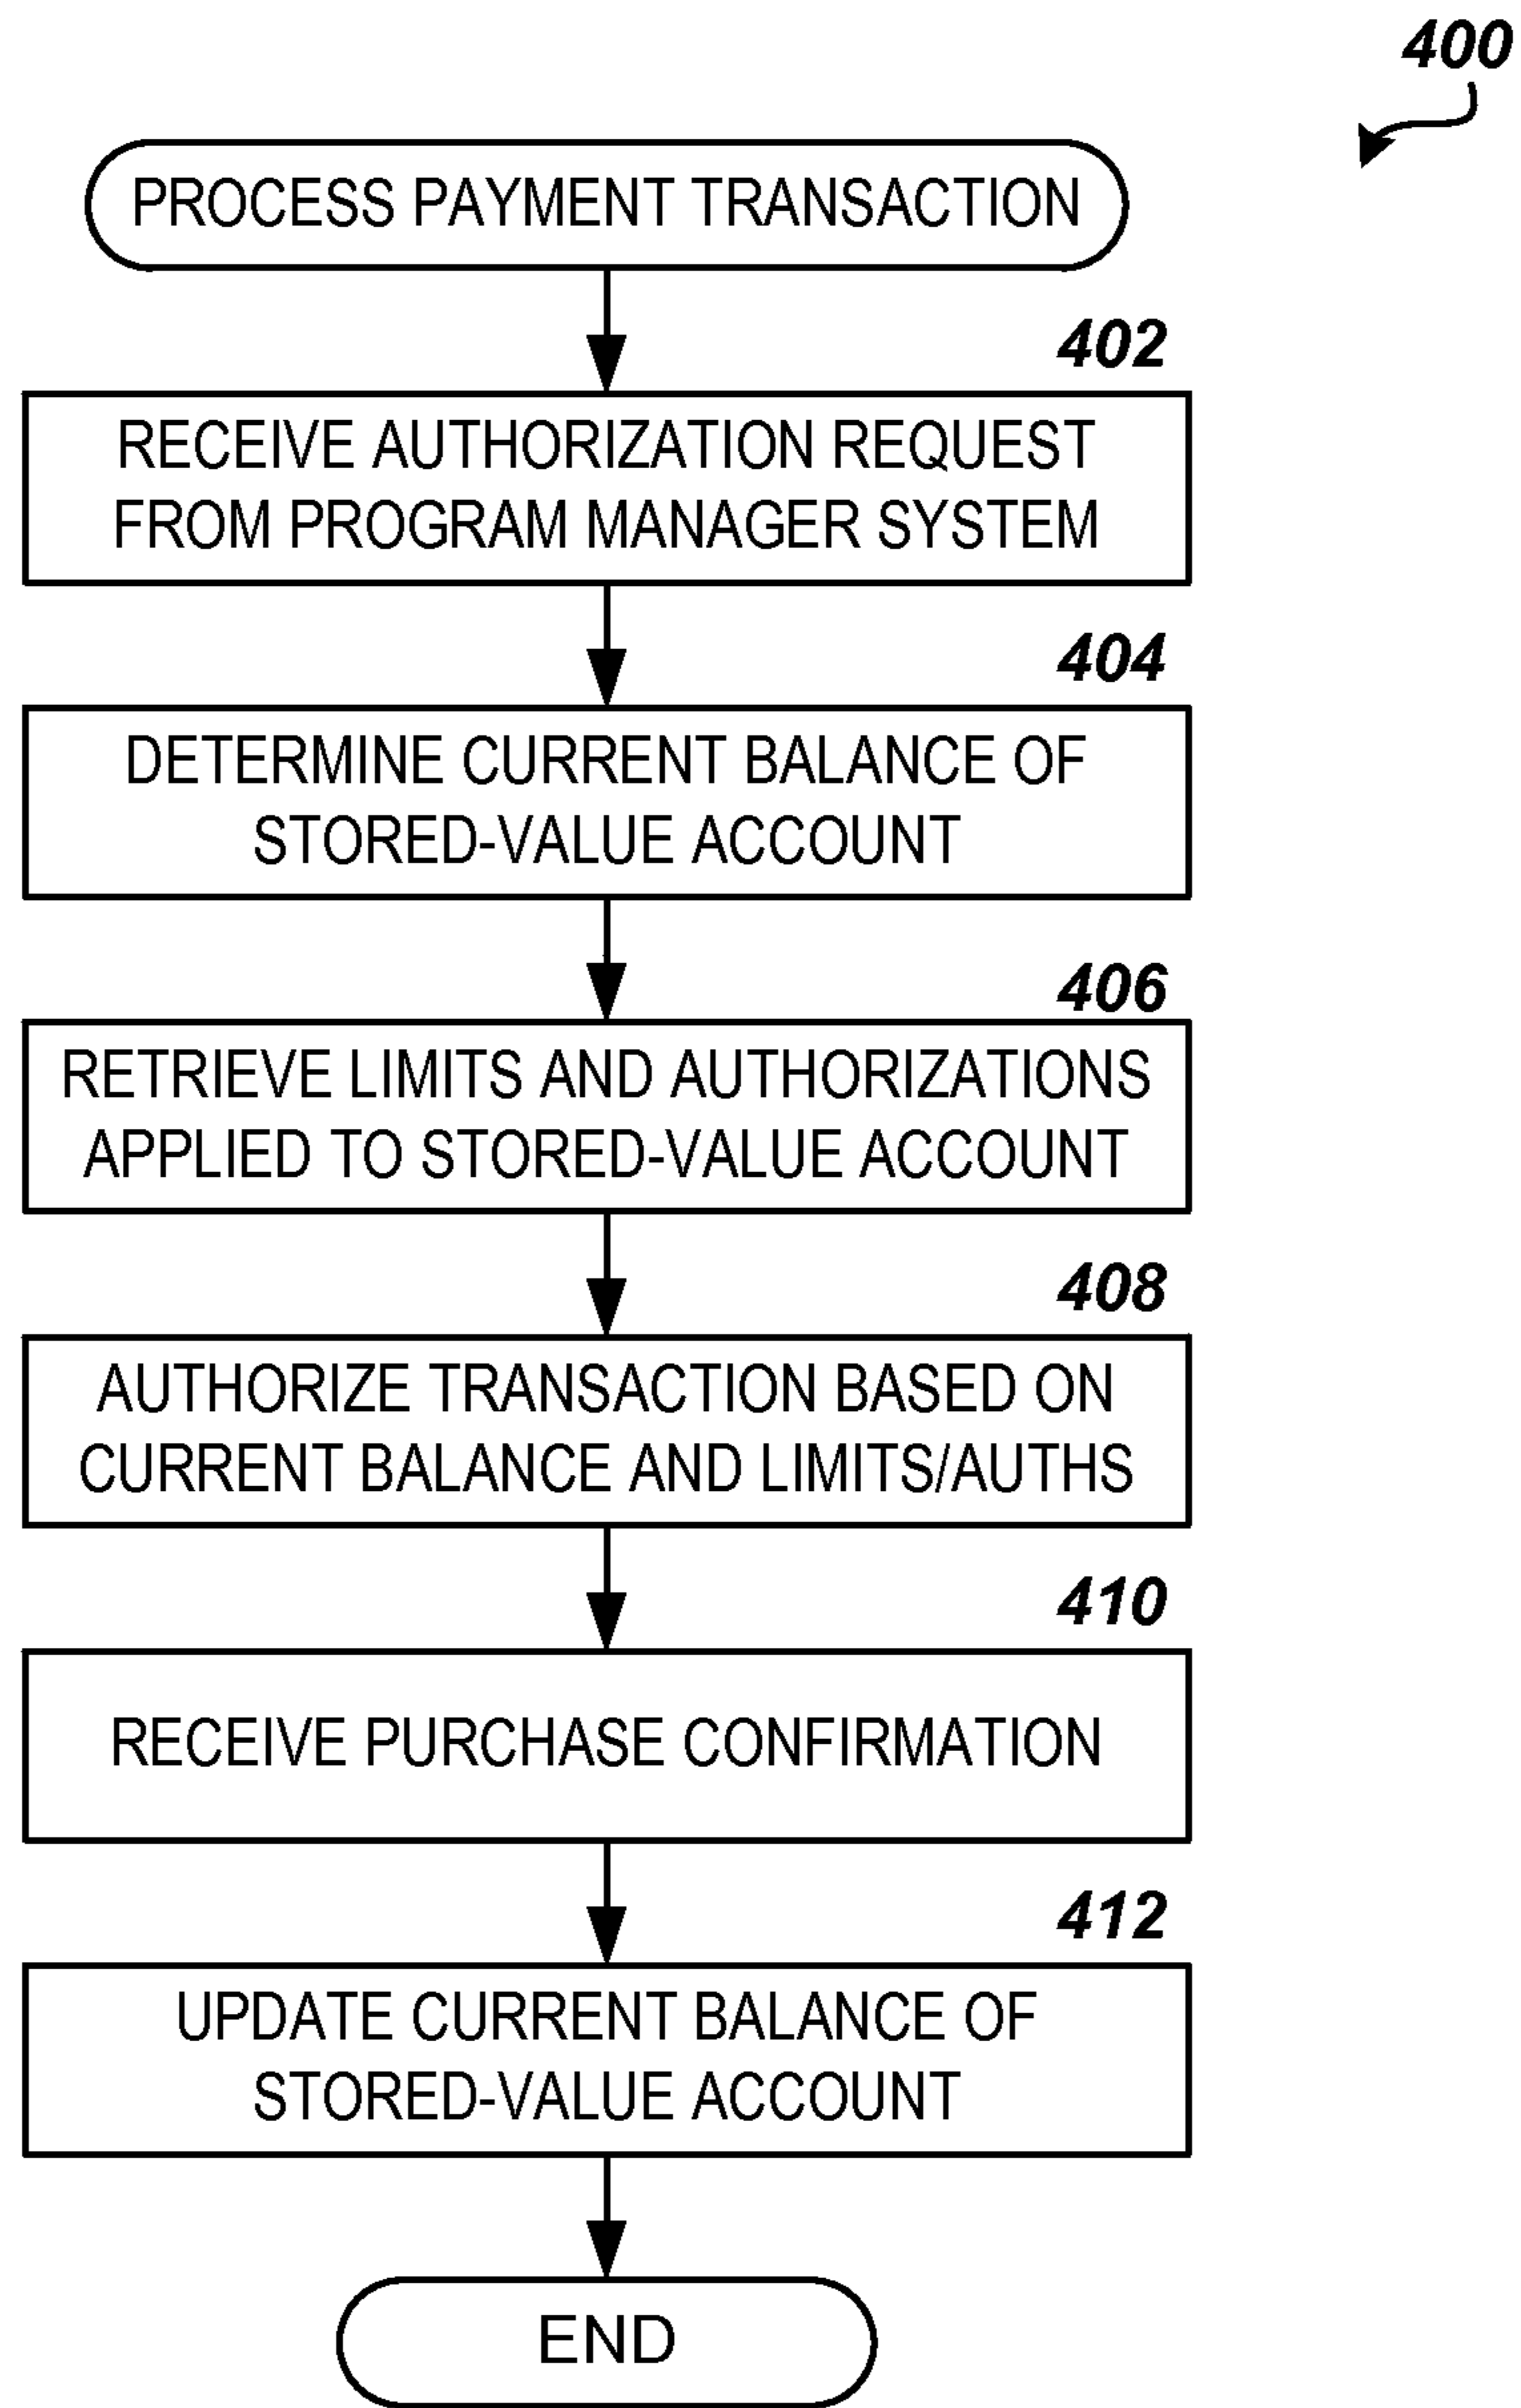 400
PROCESS PAYMENT TRANSACTION
402
RECEIVE AUTHORIZATION REQUEST
FROM PROGRAM MANAGER SYSTEM
404
DETERMINE CURRENT BALANCE OF
STORED-VALUE ACCOUNT
406
RETRIEVE LIMITS AND AUTHORIZATIONS
APPLIED TO STORED-VALUE ACCOUNT
408
AUTHORIZE TRANSACTION BASED ON
CURRENT BALANCE AND LIMITS/AUTHS
410
RECEIVE PURCHASE CONFIRMATION
412
UPDATE CURRENT BALANCE OF
STORED-VALUE ACCOUNT
END